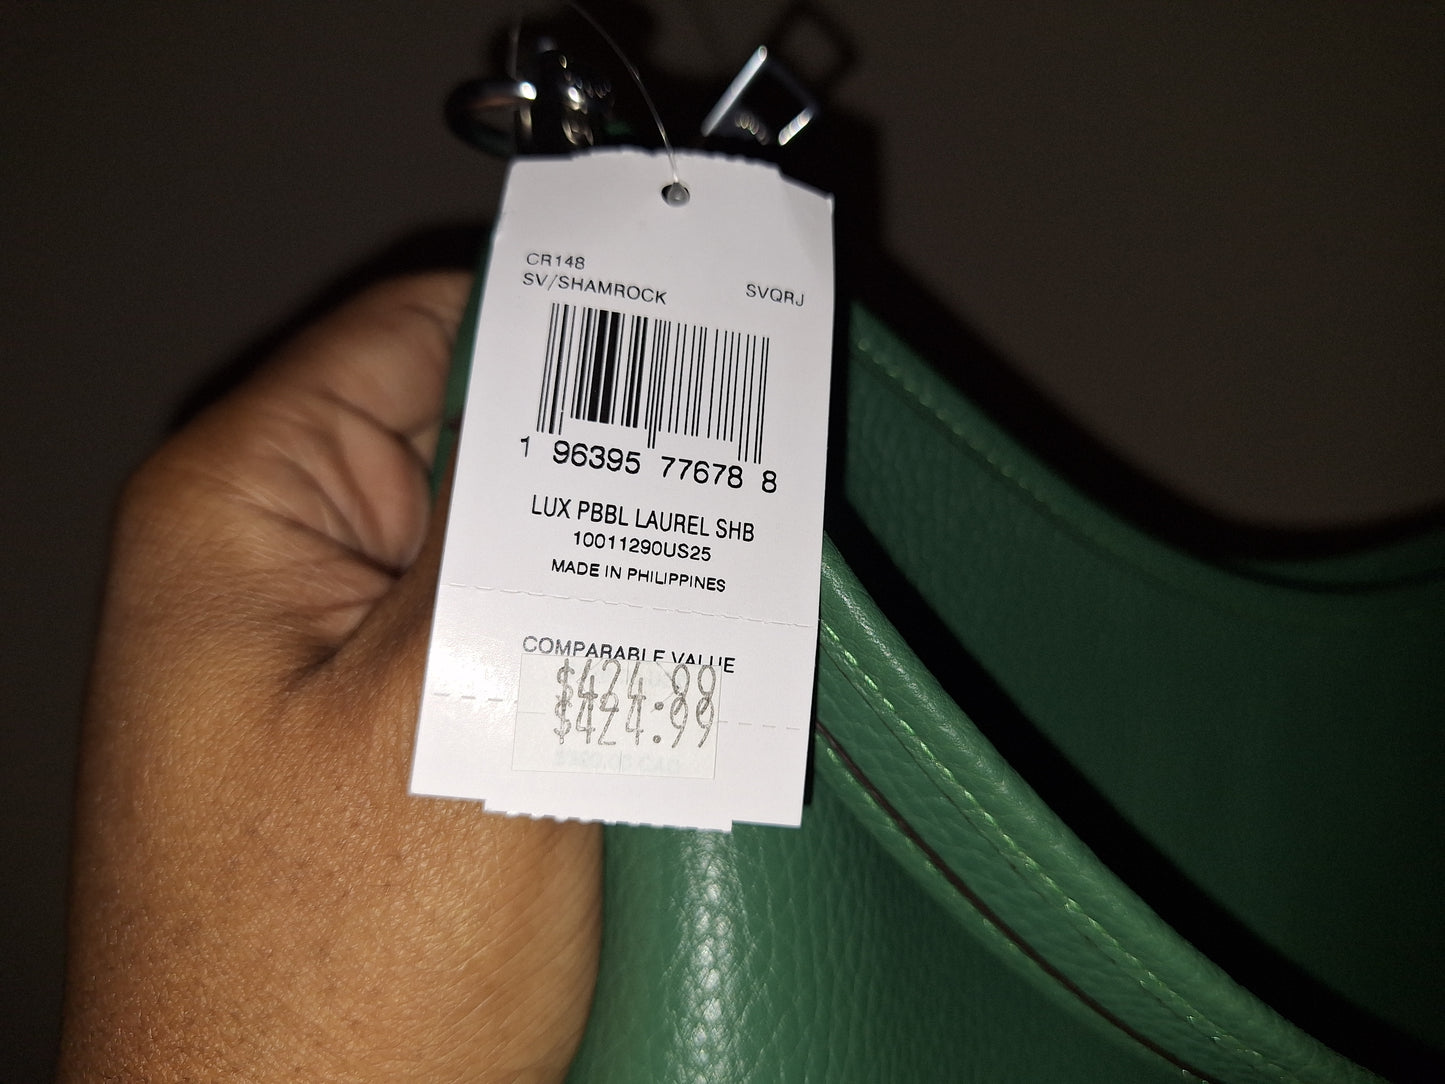 CR148
SV/SHAMROCK SVQRJ
1 96395 77678 8
LUX PBBL LAUREL SHB
10011290US25
MADE IN PHILIPPINES
COMPARABLE VALUE
$424.99
$424.99